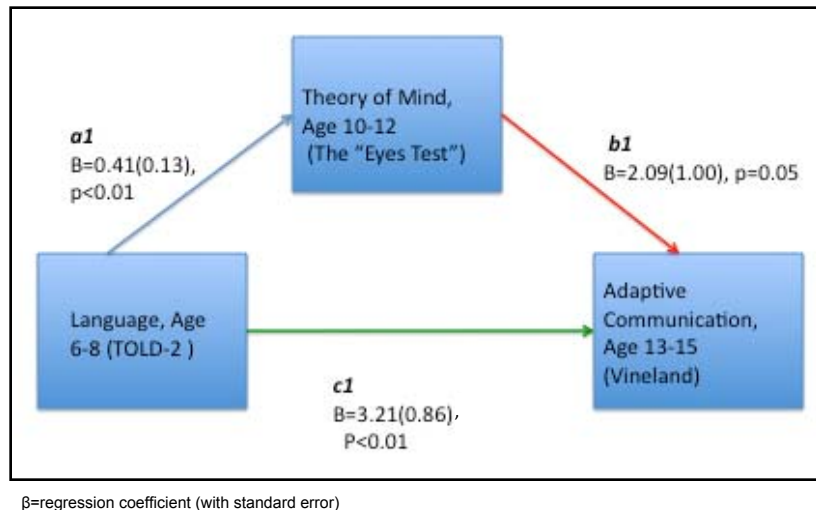 Theory of Mind,
Age 10-12
(The “Eyes Test”)
a1
B=0.41(0.13),
p<0.01
b1
B=2.09(1.00), p=0.05
Language, Age
6-8 (TOLD-2 )
Adaptive
Communication,
Age 13-15
(Vineland)
c1
B=3.21(0.86),
P<0.01
β=regression coefficient (with standard error)